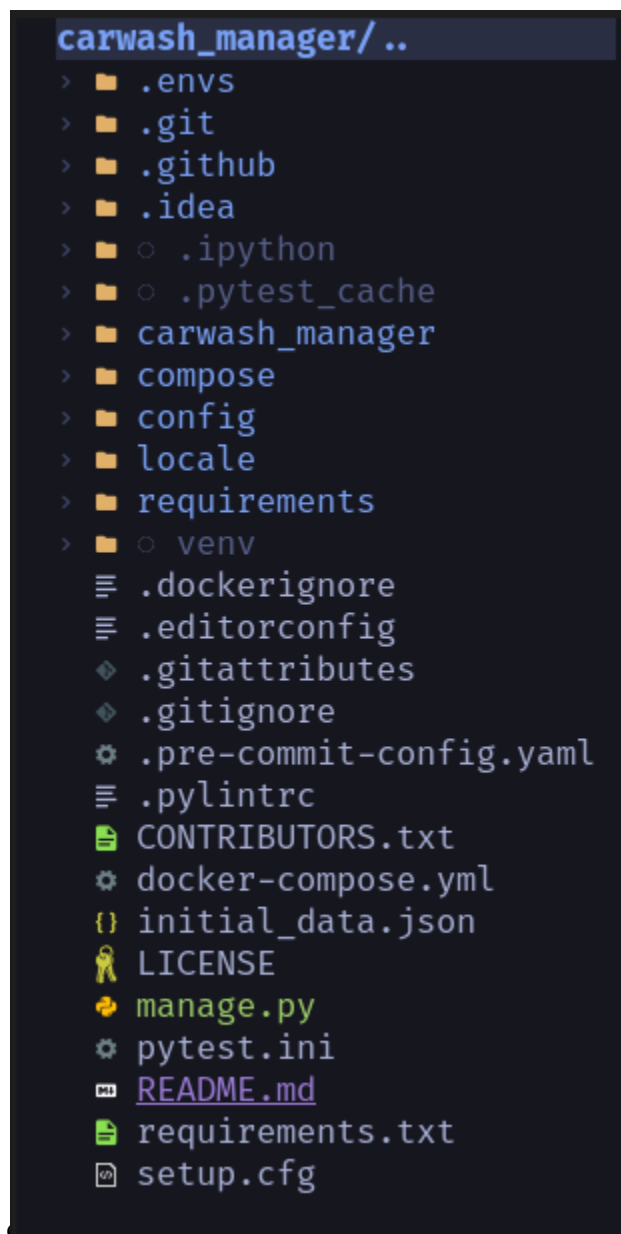 carwash_manager/..
.envs
.git
.github
.idea
.ipython
.pytest_cache
carwash_manager
compose
config
locale
requirements
venv
.dockerignore
.editorconfig
.gitattributes
.gitignore
.pre-commit-config.yaml
.pylintrc
CONTRIBUTORS.txt
docker-compose.yml
initial_data.json
LICENSE
manage.py
pytest.ini
README.md
requirements.txt
setup.cfg